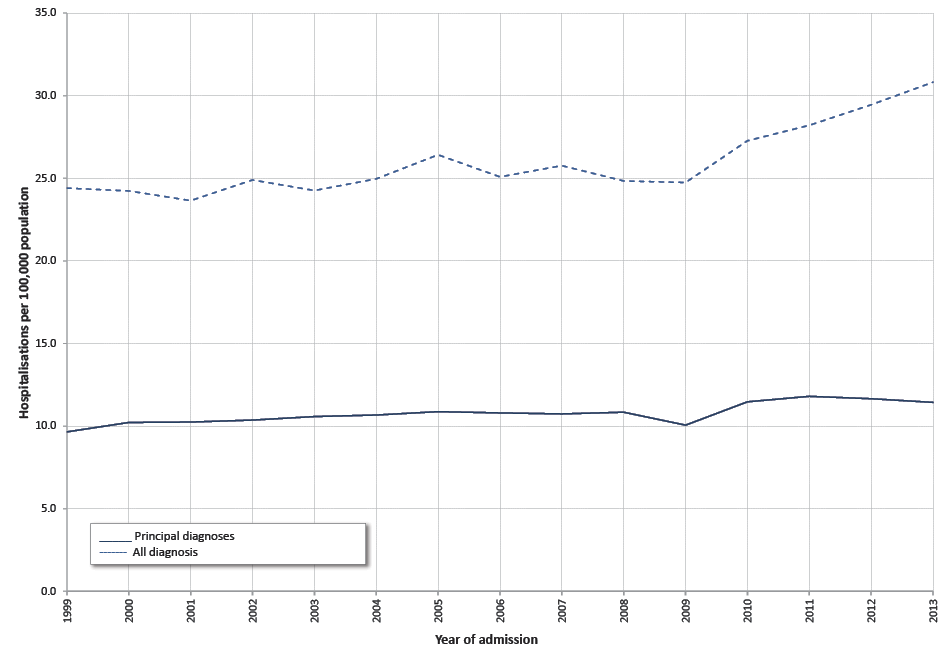 35.0
30.0
25.0
20.0
15.0
10.0
5.0
0.0
Hospitalisations per 100,000 population
Principal diagnoses
All diagnosis
1999 2000 2001 2002 2003 2004 2005 2006 2007 2008 2009 2010 2011 2012 2013
Year of admission